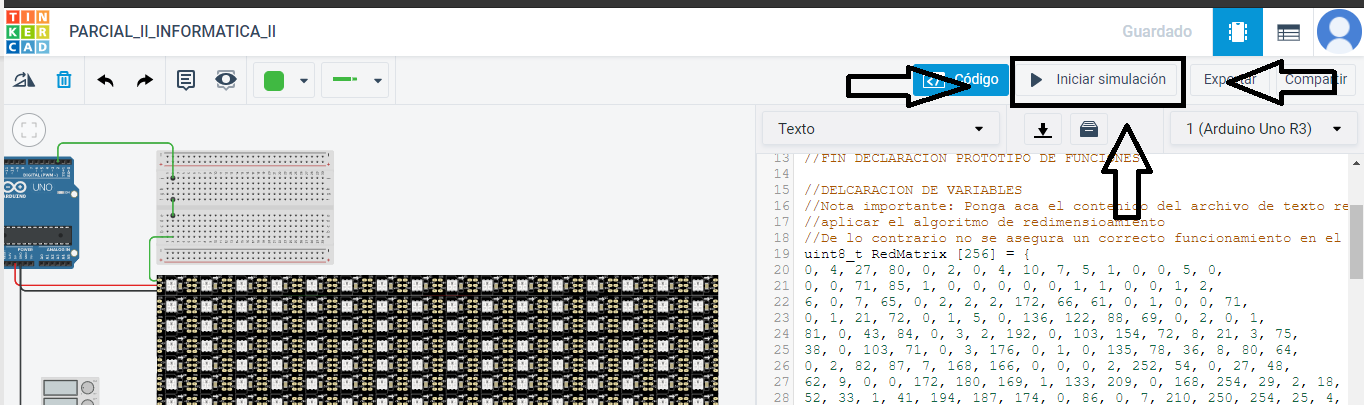 TIN
KER
CAD
PARCIAL_II_INFORMATICA_II
Guardado
Código
Iniciar simulación
Exportar
Compartir
Texto
1 (Arduino Uno R3)
UNO
ARDUINO
DIGITAL (PWM~)
POWER
ANALOG IN
13 //FIN DECLARACION PROTOTIPO DE FUNCIONES
14
15 //DELCARACION DE VARIABLES
16 //Nota importante: Ponga aca el contenido del archivo de texto re
17 //aplicar el algoritmo de redimensioamiento
18 //De lo contrario no se asegura un correcto funcionamiento en el
19 uint8_t RedMatrix [256] = {
20 0, 4, 27, 80, 0, 2, 0, 4, 10, 7, 5, 1, 0, 0, 5, 0,
21 0, 0, 71, 85, 1, 0, 0, 0, 0, 0, 1, 1, 0, 0, 1, 2,
22 6, 0, 7, 65, 0, 2, 2, 2, 172, 66, 61, 0, 1, 0, 0, 71,
23 0, 1, 21, 72, 0, 1, 5, 0, 136, 122, 88, 69, 0, 2, 0, 1,
24 81, 0, 43, 84, 0, 3, 2, 192, 0, 103, 154, 72, 8, 21, 3, 75,
25 38, 0, 103, 71, 0, 3, 176, 0, 1, 0, 135, 78, 36, 8, 80, 64,
26 0, 2, 82, 87, 7, 168, 166, 0, 0, 0, 2, 252, 54, 0, 27, 48,
27 62, 9, 0, 0, 172, 180, 169, 1, 133, 209, 0, 168, 254, 29, 2, 18,
28 52, 33, 1, 41, 194, 187, 174, 0, 86, 0, 7, 210, 250, 254, 25, 4,